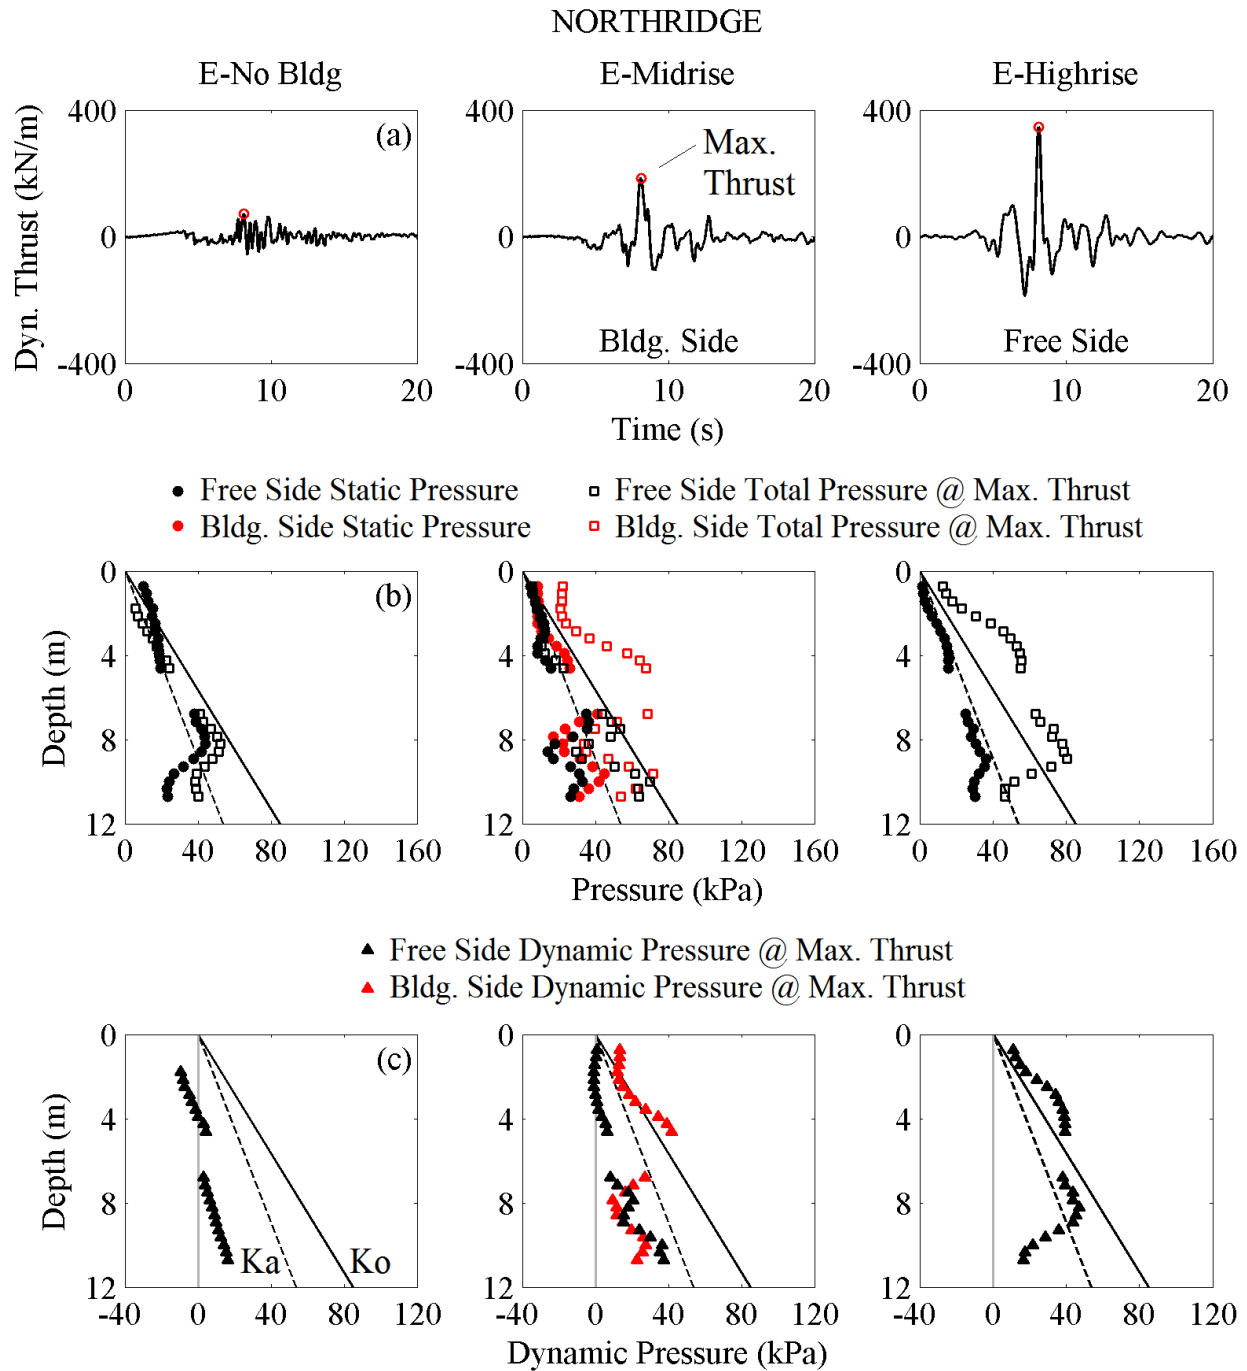 NORTHRIDGE
E-No Bldg E-Midrise E-Highrise
Dyn. Thrust (kN/m)
400 400 400
(a)
Max.
Thrust
0 0 0
Bldg. Side Free Side
-400 -400 -400
0 10 20 0 10 20 0 10 20
Time (s)
Free Side Static Pressure Free Side Total Pressure @ Max. Thrust
Bldg. Side Static Pressure Bldg. Side Total Pressure @ Max. Thrust
Depth (m)
0 0 0
(b)
4 4 4
8 8 8
12 12 12
0 40 80 120 160 0 40 80 120 160 0 40 80 120 160
Pressure (kPa)
Free Side Dynamic Pressure @ Max. Thrust
Bldg. Side Dynamic Pressure @ Max. Thrust
Depth (m)
0 0 0
(c)
4 4 4
8 8 8
Ka Ko
12 12 12
-40 0 40 80 120 -40 0 40 80 120 -40 0 40 80 120
Dynamic Pressure (kPa)